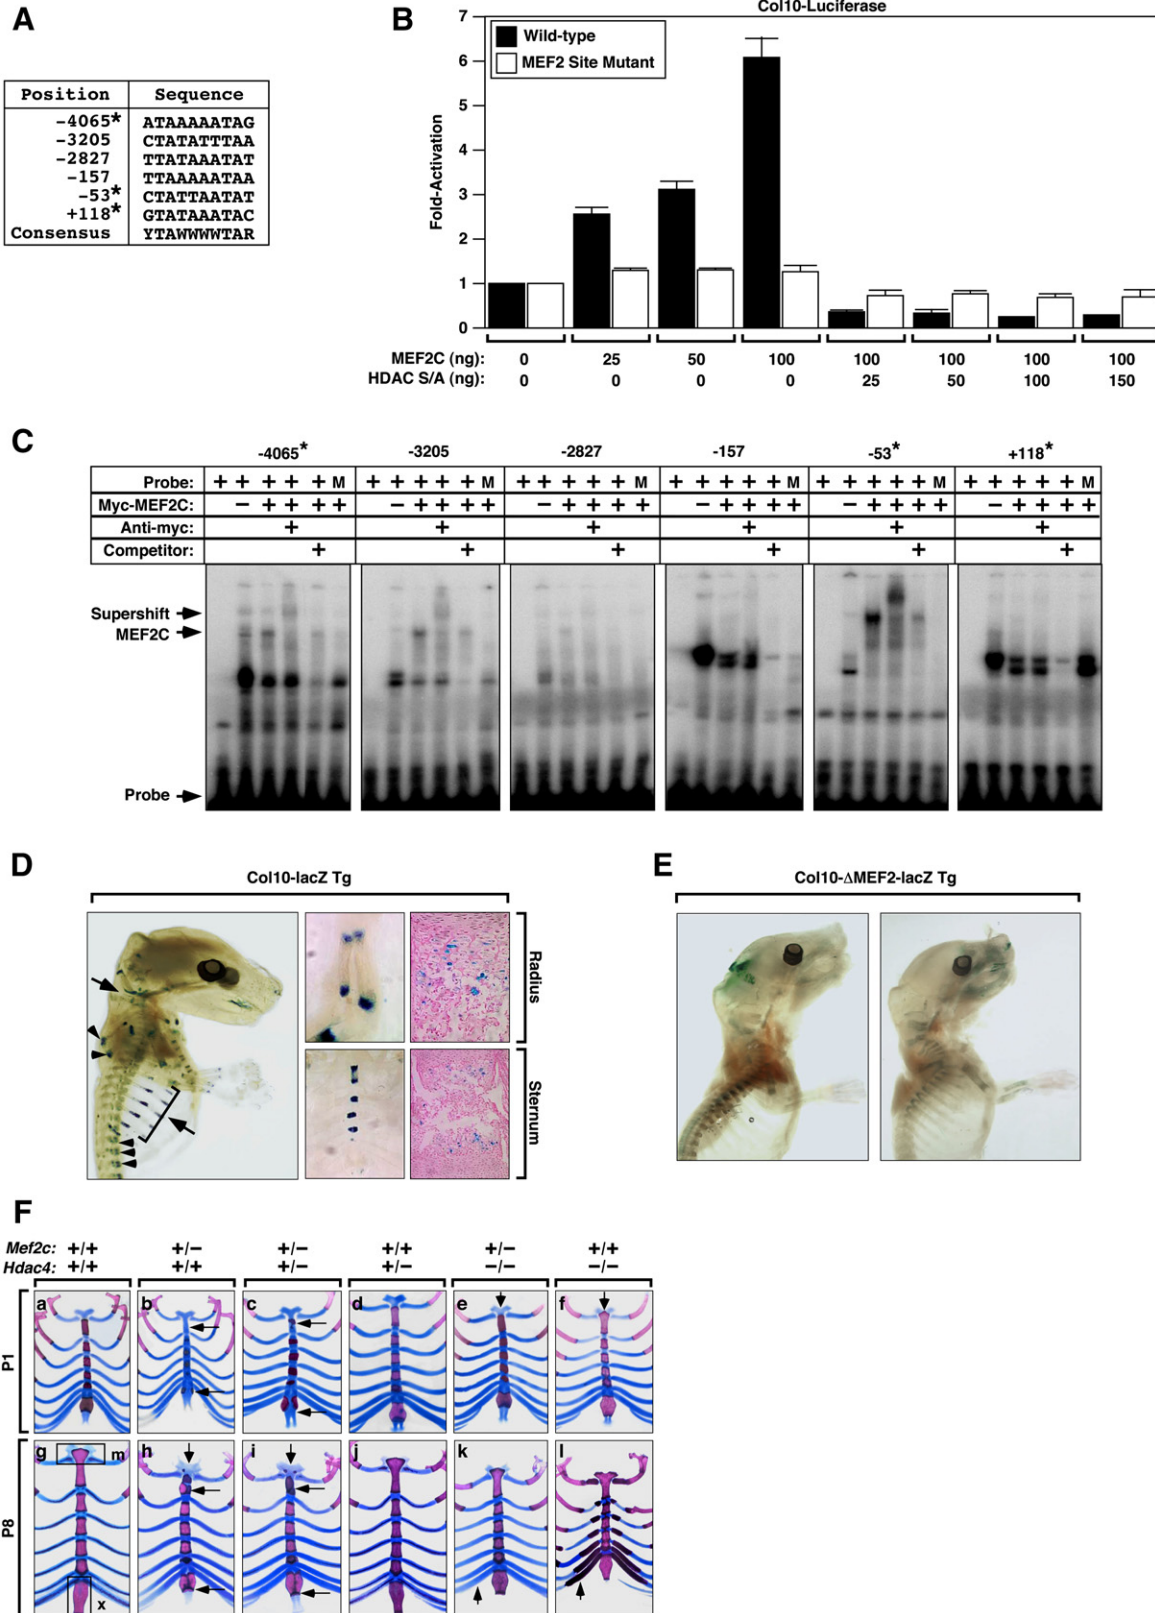 A
Position Sequence
-4065* ATAAAAATAG
-3205 CTATATTTAA
-2827 TTATAAATAT
-157 TTAAAAATAA
-53* CTATTAATAT
+118* GTATAAATAC
Consensus YTAWWWWTAR
B
Col10-Luciferase
Wild-type
MEF2 Site Mutant
Fold-Activation
7
6
5
4
3
2
1
0
MEF2C (ng): 0 25 50 100 100 100 100 100
HDAC S/A (ng): 0 0 0 0 25 50 100 150
C
-4065* -3205 -2827 -157 -53* +118*
Probe: + + + + + M + + + + + M + + + + + M + + + + + M + + + + + M + + + + + M
Myc-MEF2C: − + + + + − + + + + − + + + + − + + + + − + + + + − + + + +
Anti-myc: + + + + + +
Competitor: + + + + + +
Supershift
MEF2C
Probe
D
Col10-lacZ Tg
Radius
Sternum
E
Col10-ΔMEF2-lacZ Tg
F
Mef2c: +/+ +/− +/− +/+ +/− +/+
Hdac4: +/+ +/+ +/− +/− −/− −/−
P1
a b c d e f
P8
g m h i j k l
x